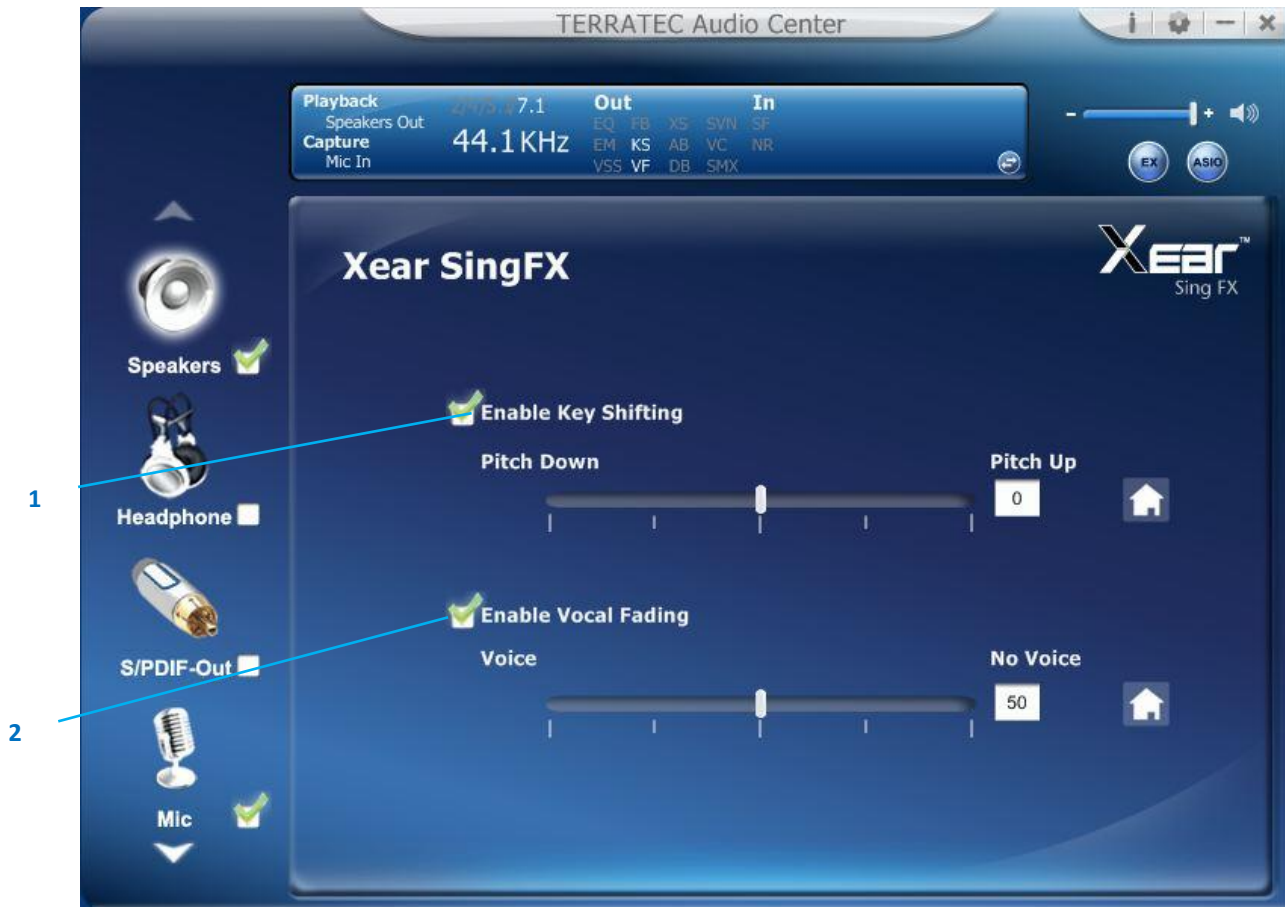 TERRATEC Audio Center
i
Playback
Speakers Out
Capture
Mic In
7.1
44.1 KHz
Out In
EQ FB XS SVN SF
EM KS AB VC NR
VSS VF DB SMX
- +
EX ASIO
Xear SingFX
Xear™
Sing FX
Speakers
Headphone
S/PDIF-Out
Mic
1
Enable Key Shifting
Pitch Down Pitch Up
0
2
Enable Vocal Fading
Voice No Voice
50